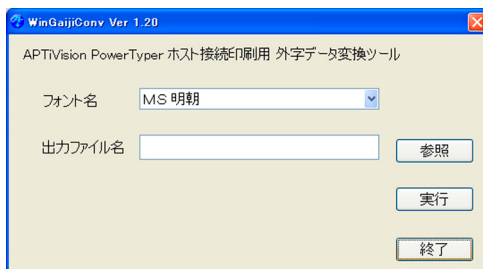 WinGaijiConv Ver 1.20
APTiVision PowerTyper ホスト接続印刷用 外字データ変換ツール
フォント名 MS 明朝
出力ファイル名 参照
実行
終了